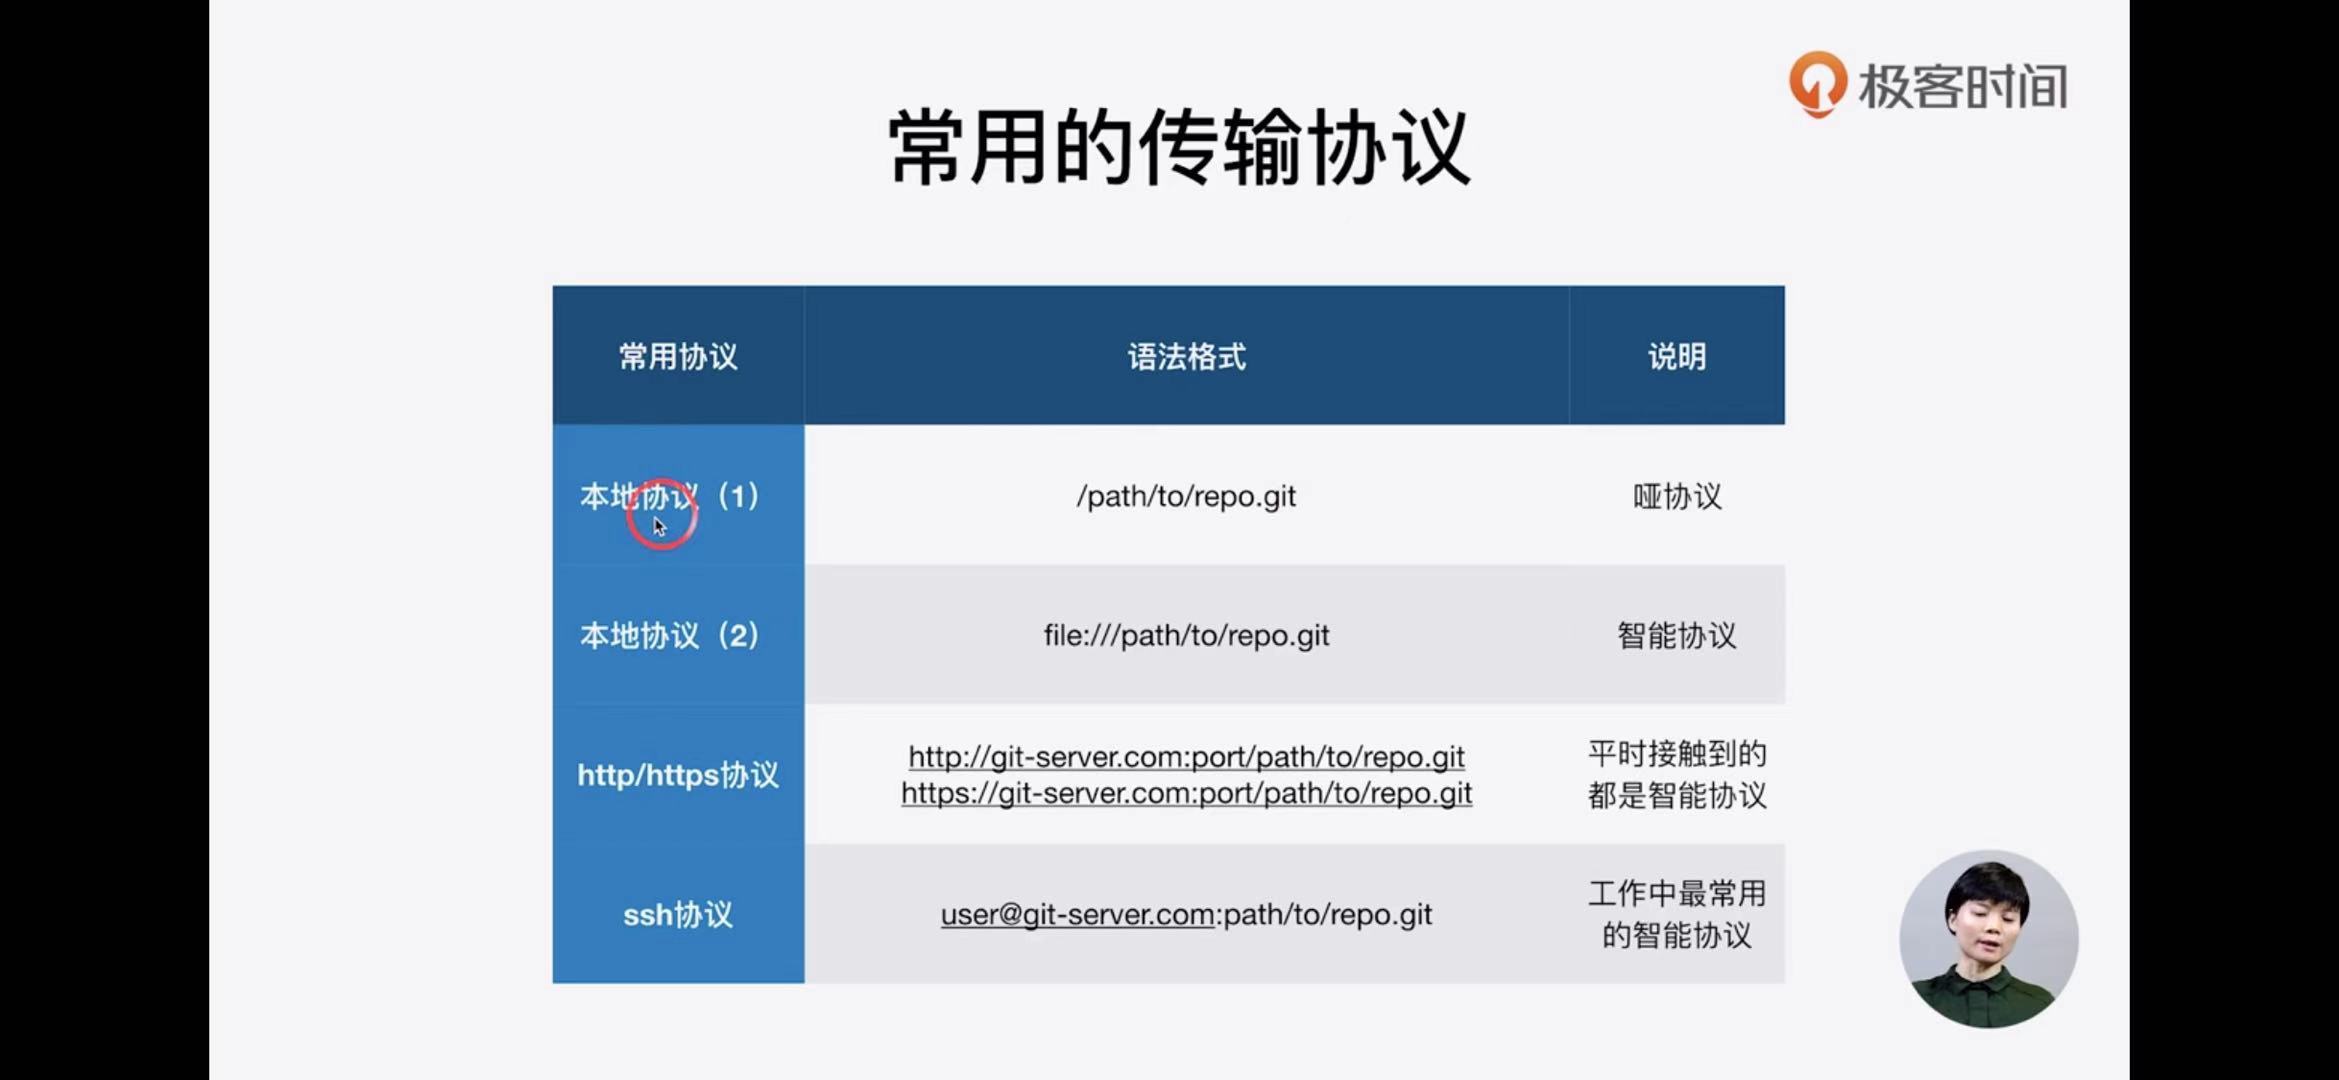 极客时间
常用的传输协议
常用协议 语法格式 说明
本地协议（1） /path/to/repo.git 哑协议
本地协议（2） file:///path/to/repo.git 智能协议
http/https协议
http://git-server.com:port/path/to/repo.git
https://git-server.com:port/path/to/repo.git
平时接触到的
都是智能协议
ssh协议 user@git-server.com:path/to/repo.git
工作中最常用
的智能协议